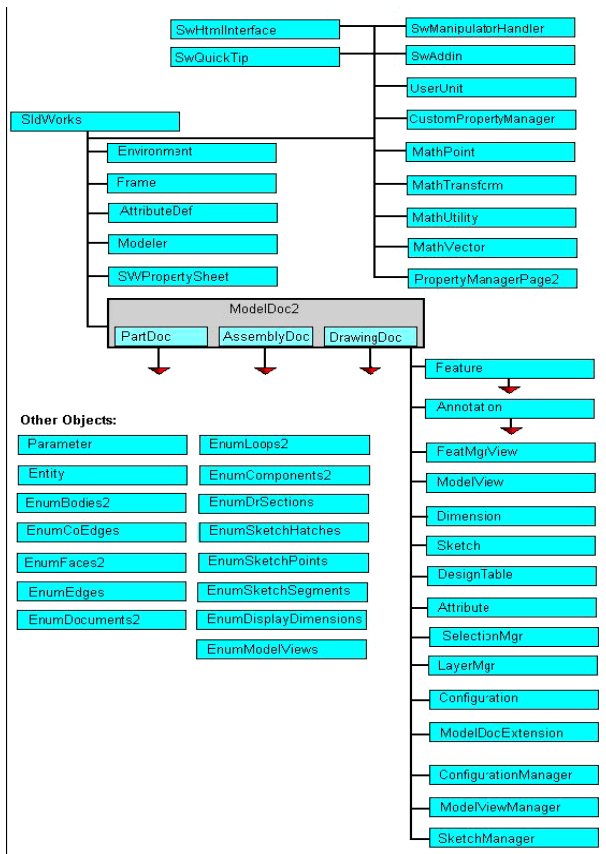 SwHtmlInterface
SwManipulatorHandler
SwQuickTip
SwAddin
UserUnit
SldWorks
CustomPropertyManager
Environment
MathPoint
Frame
MathTransform
AttributeDef
MathUtility
Modeler
MathVector
SWPropertySheet
PropertyManagerPage2
ModelDoc2
PartDoc
AssemblyDoc
DrawingDoc
Feature
Annotation
FeatMgrView
ModelView
Dimension
Sketch
DesignTable
Attribute
SelectionMgr
LayerMgr
Configuration
ModelDocExtension
ConfigurationManager
ModelViewManager
SketchManager
Other Objects:
Parameter
Entity
EnumBodies2
EnumCoEdges
EnumFaces2
EnumEdges
EnumDocuments2
EnumLoops2
EnumComponents2
EnumDrSections
EnumSketchHatches
EnumSketchPoints
EnumSketchSegments
EnumDisplayDimensions
EnumModelViews